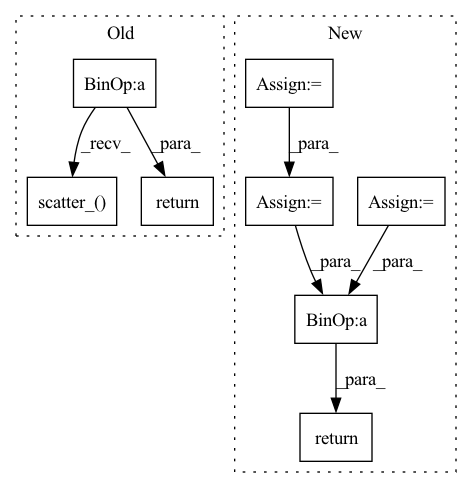 Old
New
BinOp:a
Assign:=
_recv_
_para_
_para_
scatter_()
return
Assign:=
Assign:=
_para_
_para_
BinOp:a
_para_
return